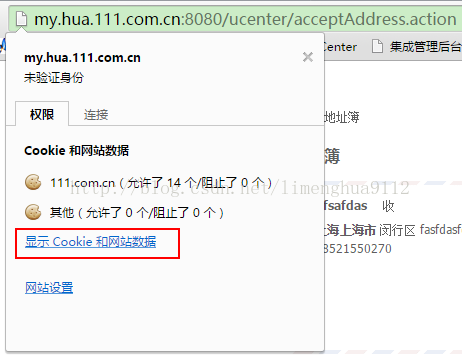 my.hua.111.com.cn:8080/ucenter/acceptAddress.action
Center 集成管理后台
my.hua.111.com.cn
未验证身份
权限 连接
地址簿
Cookie 和网站数据
簿
111.com.cn（允许了 14 个/阻止了 0 个）
http://blog.csdn.net/limenghua9112
其他（允许了 0 个/阻止了 0 个）
fsafdas 收
显示 Cookie 和网站数据
海上海市 闵行区 fasfdasf
8521550270
网站设置